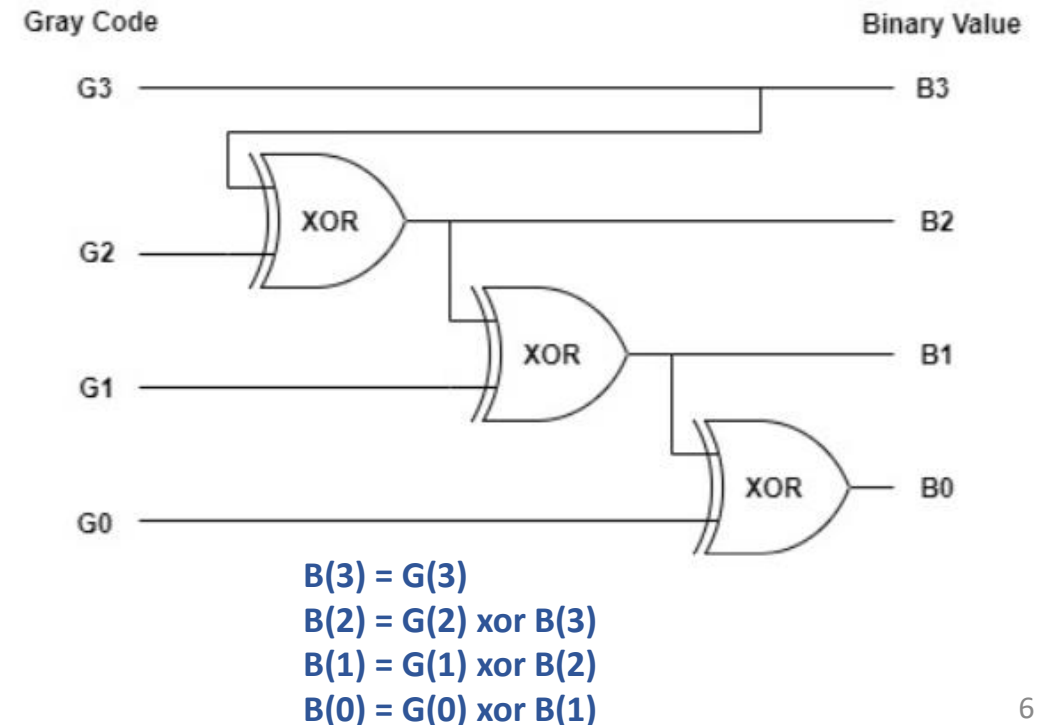 Gray Code Binary Value
G3 B3
XOR
B2
G2
XOR
B1
G1
XOR
B0
G0
B(3) = G(3)
B(2) = G(2) xor B(3)
B(1) = G(1) xor B(2)
B(0) = G(0) xor B(1)
6